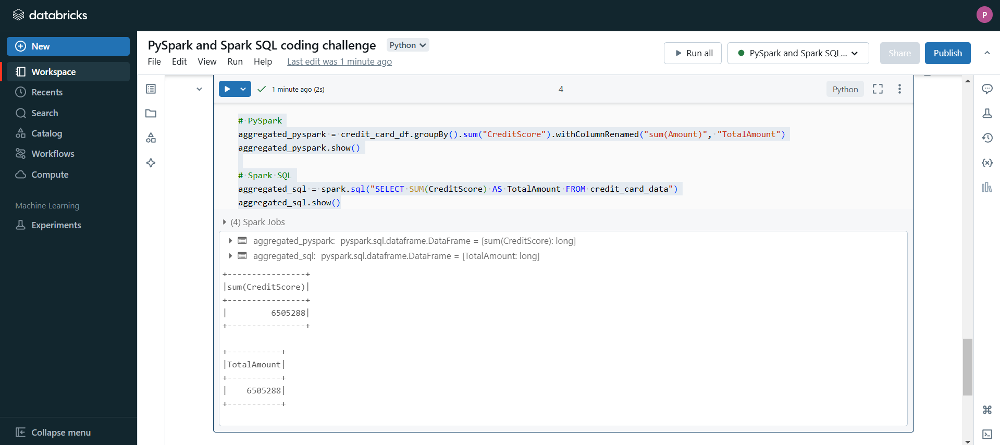 databricks
P
New
Workspace
Recents
Search
Catalog
Workflows
Compute
Machine Learning
Experiments
Collapse menu
PySpark and Spark SQL coding challenge Python
File Edit View Run Help Last edit was 1 minute ago
Run all PySpark and Spark SQL... Share Publish
1 minute ago (2s) 4 Python
# PySpark
aggregated_pyspark = credit_card_df.groupBy().sum("CreditScore").withColumnRenamed("sum(Amount)", "TotalAmount")
aggregated_pyspark.show()
# Spark SQL
aggregated_sql = spark.sql("SELECT SUM(CreditScore) AS TotalAmount FROM credit_card_data")
aggregated_sql.show()
(4) Spark Jobs
aggregated_pyspark: pyspark.sql.dataframe.DataFrame = [sum(CreditScore): long]
aggregated_sql: pyspark.sql.dataframe.DataFrame = [TotalAmount: long]
+----------------+
|sum(CreditScore)|
+----------------+
|         6505288|
+----------------+
+-----------+
|TotalAmount|
+-----------+
|    6505288|
+-----------+